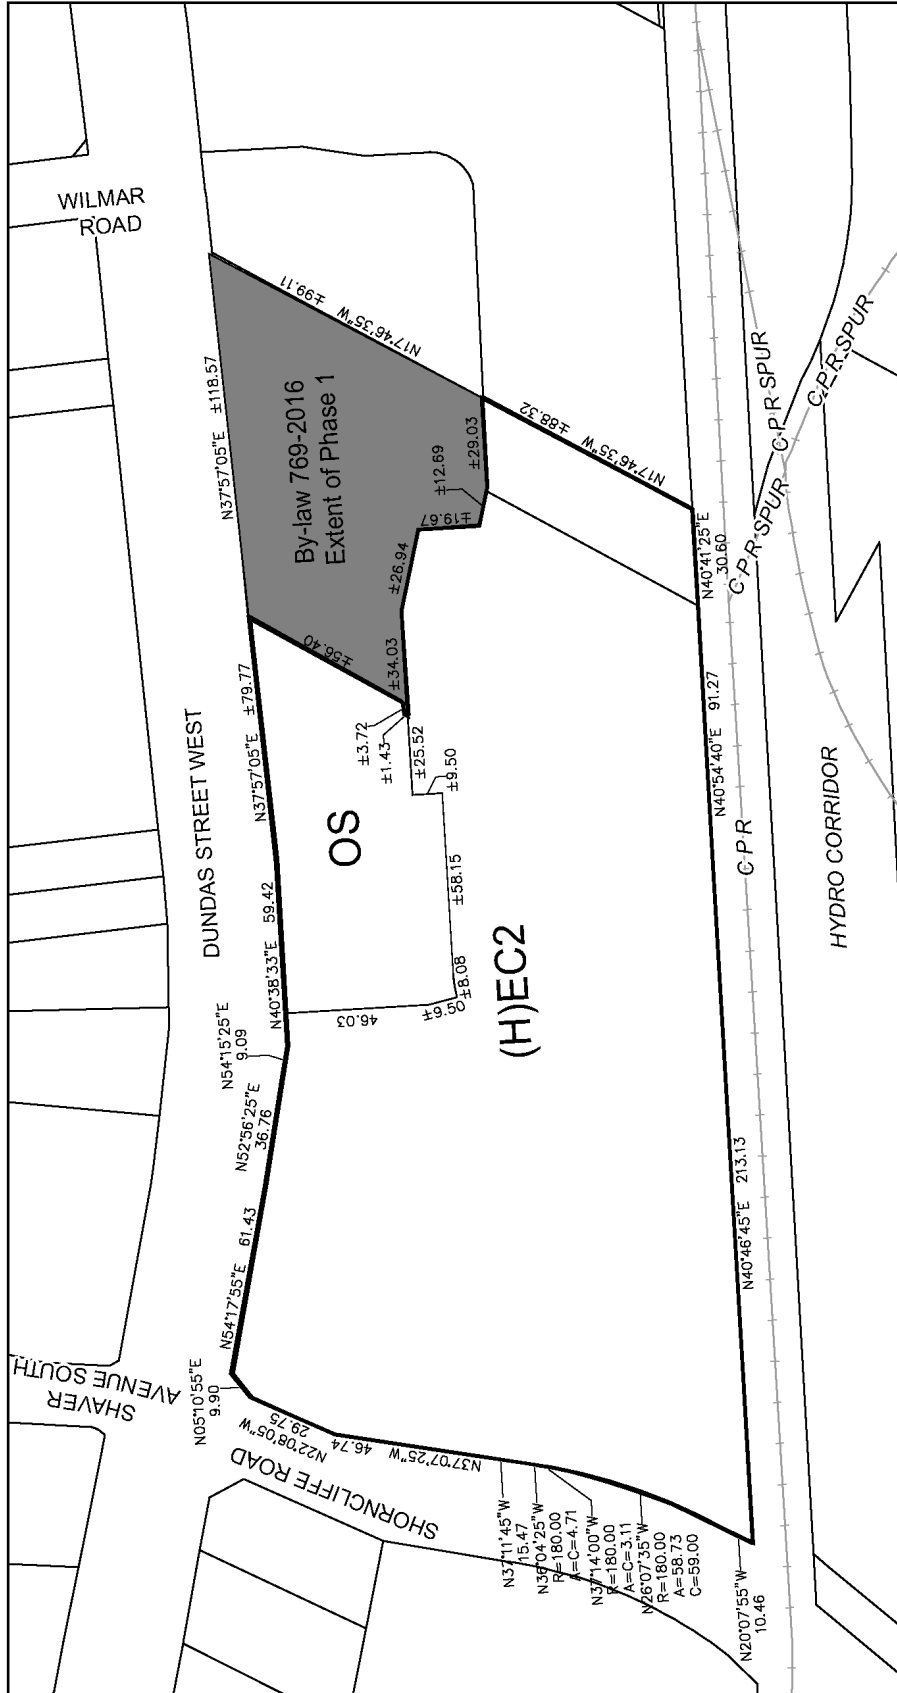 WILMAR
ROAD
DUNDAS STREET WEST
SHAVER
AVENUE SOUTH
SHORNCLIFFE ROAD
By-law 769-2016
Extent of Phase 1
OS
(H)EC2
N37°57'05"E ±118.57
±99.11
N17°46'35"W
±12.69
±29.03
±19.67
±26.94
±34.03
±56.40
±88.32
N17°46'35"W
N40°41'25"E
30.60
N37°57'05"E ±79.77
±3.72
±1.43
±25.52
±9.50
±58.15
±8.08
±9.50
46.03
N40°38'33"E 59.42
N54°15'25"E
9.09
N52°56'25"E
36.76
N54°17'55"E 61.43
N05°10'55"E
9.90
N22°08'05"W
29.75
N37°07'25"W 46.74
N37°11'45"W
15.47
N36°04'25"W
R=180.00
A=C=4.71
N37°14'00"W
R=180.00
A=C=3.11
N26°07'35"W
R=180.00
A=58.73
C=59.00
N20°07'55"W
10.46
N40°46'45"E 213.13
N40°54'40"E 91.27
C-P-R
C-P-R-SPUR
C-P-R-SPUR
C-P-R-SPUR
HYDRO CORRIDOR